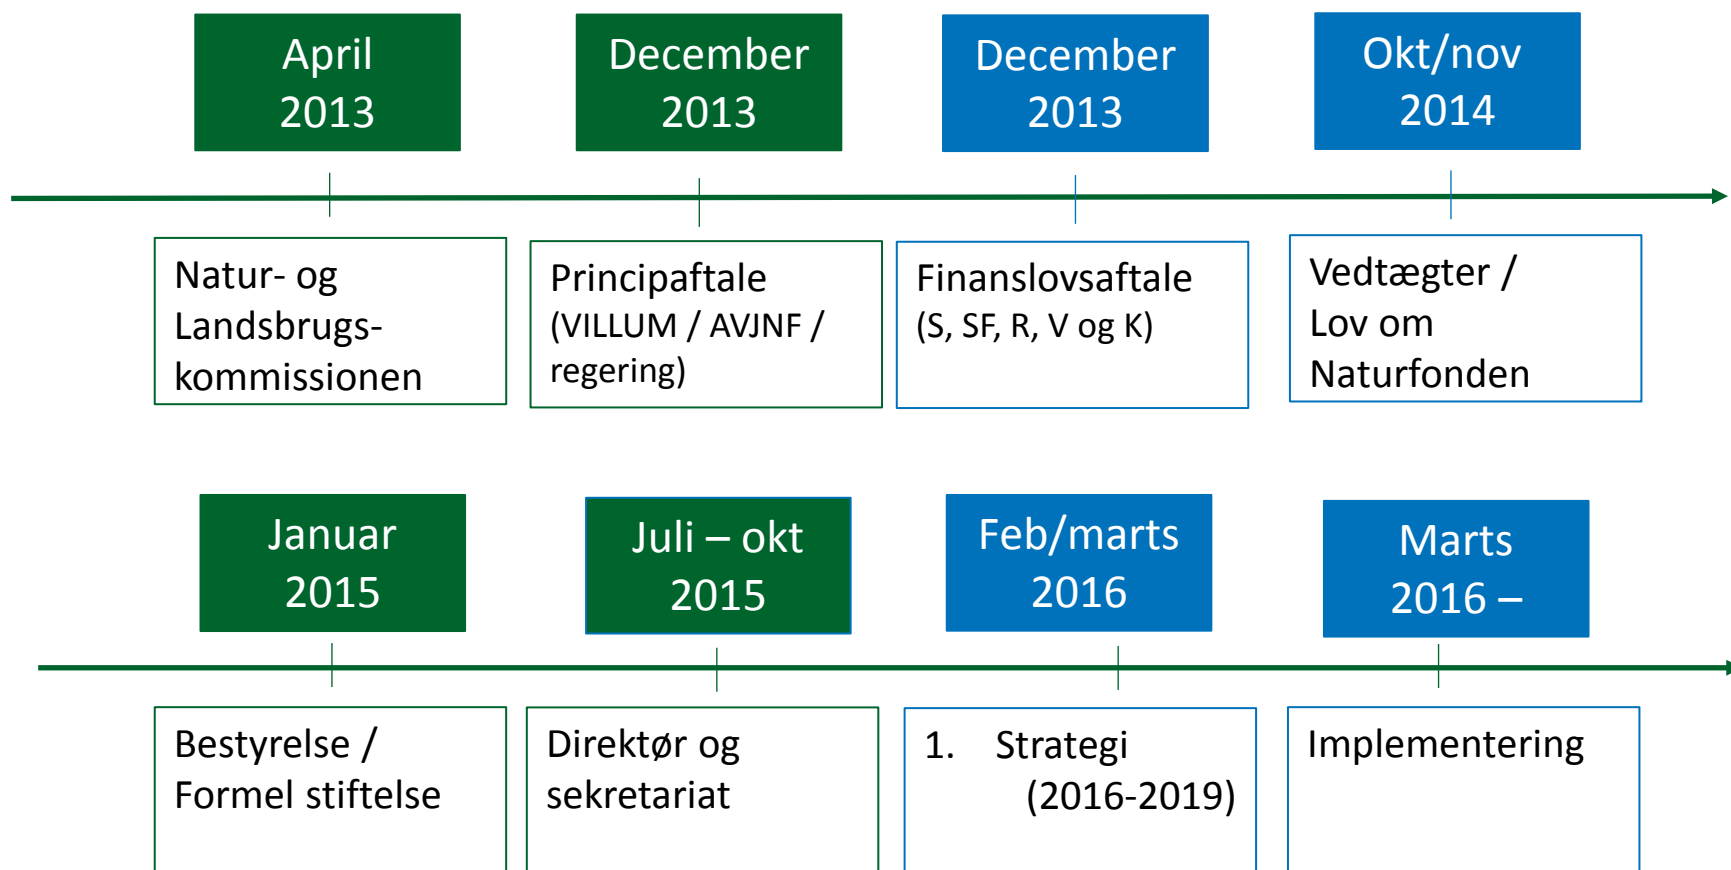 April
2013
December
2013
December
2013
Okt/nov
2014
Natur- og
Landsbrugs-
kommissionen
Principaftale
(VILLUM / AVJNF /
regering)
Finanslovsaftale
(S, SF, R, V og K)
Vedtægter /
Lov om
Naturfonden
Januar
2015
Juli – okt
2015
Feb/marts
2016
Marts
2016 –
Bestyrelse /
Formel stiftelse
Direktør og
sekretariat
1. Strategi
(2016-2019)
Implementering